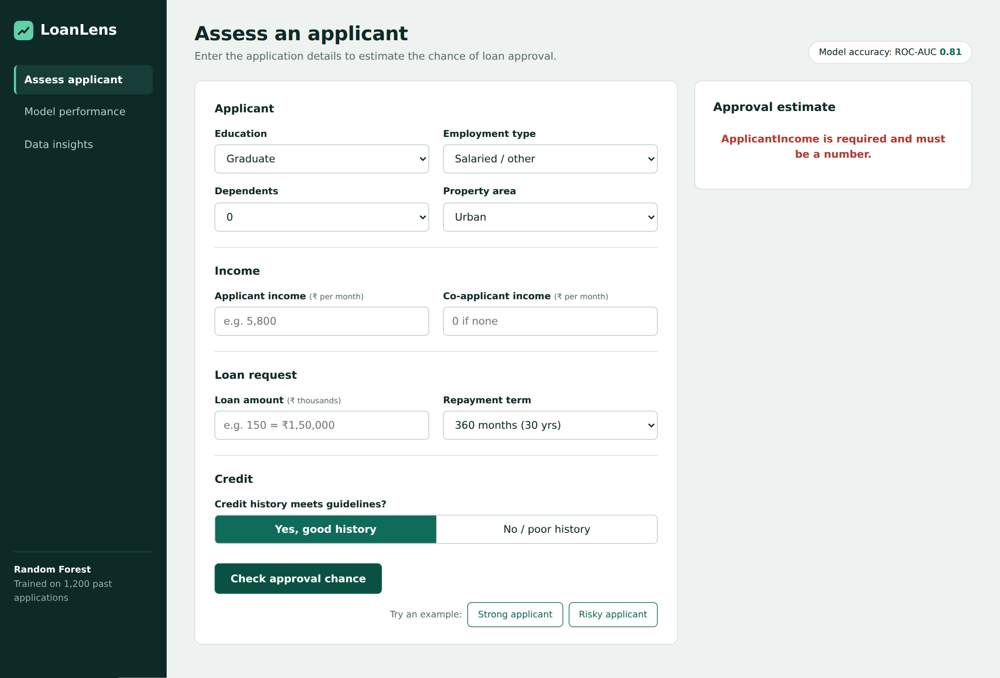 LoanLens
Assess applicant
Model performance
Data insights
Random Forest
Trained on 1,200 past
applications
Assess an applicant
Enter the application details to estimate the chance of loan approval.
Model accuracy: ROC-AUC 0.81
Applicant
Education
Employment type
Graduate
Salaried / other
Dependents
Property area
0
Urban
Income
Applicant income (₹ per month)
Co-applicant income (₹ per month)
e.g. 5,800
0 if none
Loan request
Loan amount (₹ thousands)
Repayment term
e.g. 150 = ₹1,50,000
360 months (30 yrs)
Credit
Credit history meets guidelines?
Yes, good history
No / poor history
Check approval chance
Try an example:
Strong applicant
Risky applicant
Approval estimate
ApplicantIncome is required and must
be a number.